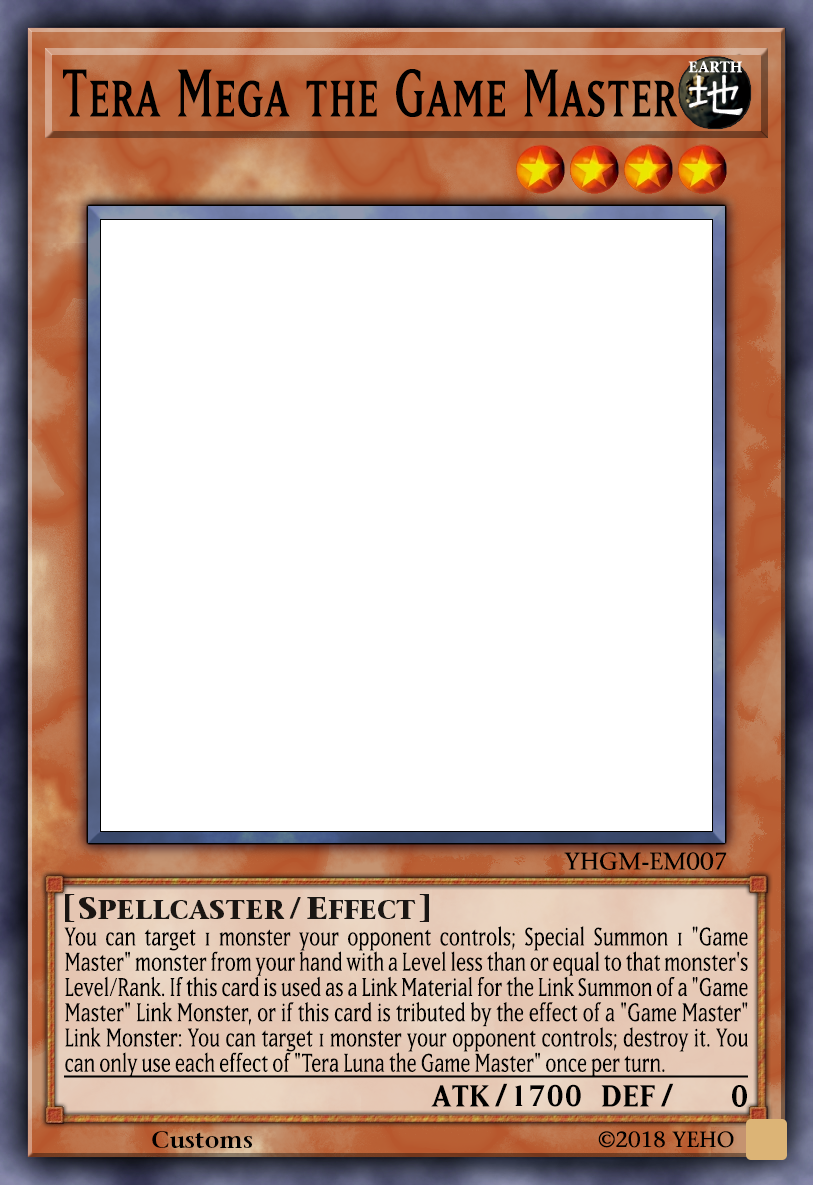 Tera Mega the Game Master
EARTH
地
YHGM-EM007
[Spellcaster/Effect]
You can target 1 monster your opponent controls; Special Summon 1 "Game
Master" monster from your hand with a Level less than or equal to that monster's
Level/Rank. If this card is used as a Link Material for the Link Summon of a "Game
Master" Link Monster, or if this card is tributed by the effect of a "Game Master"
Link Monster: You can target 1 monster your opponent controls; destroy it. You
can only use each effect of "Tera Luna the Game Master" once per turn.
ATK/1700 DEF/ 0
Customs ©2018 YEHO